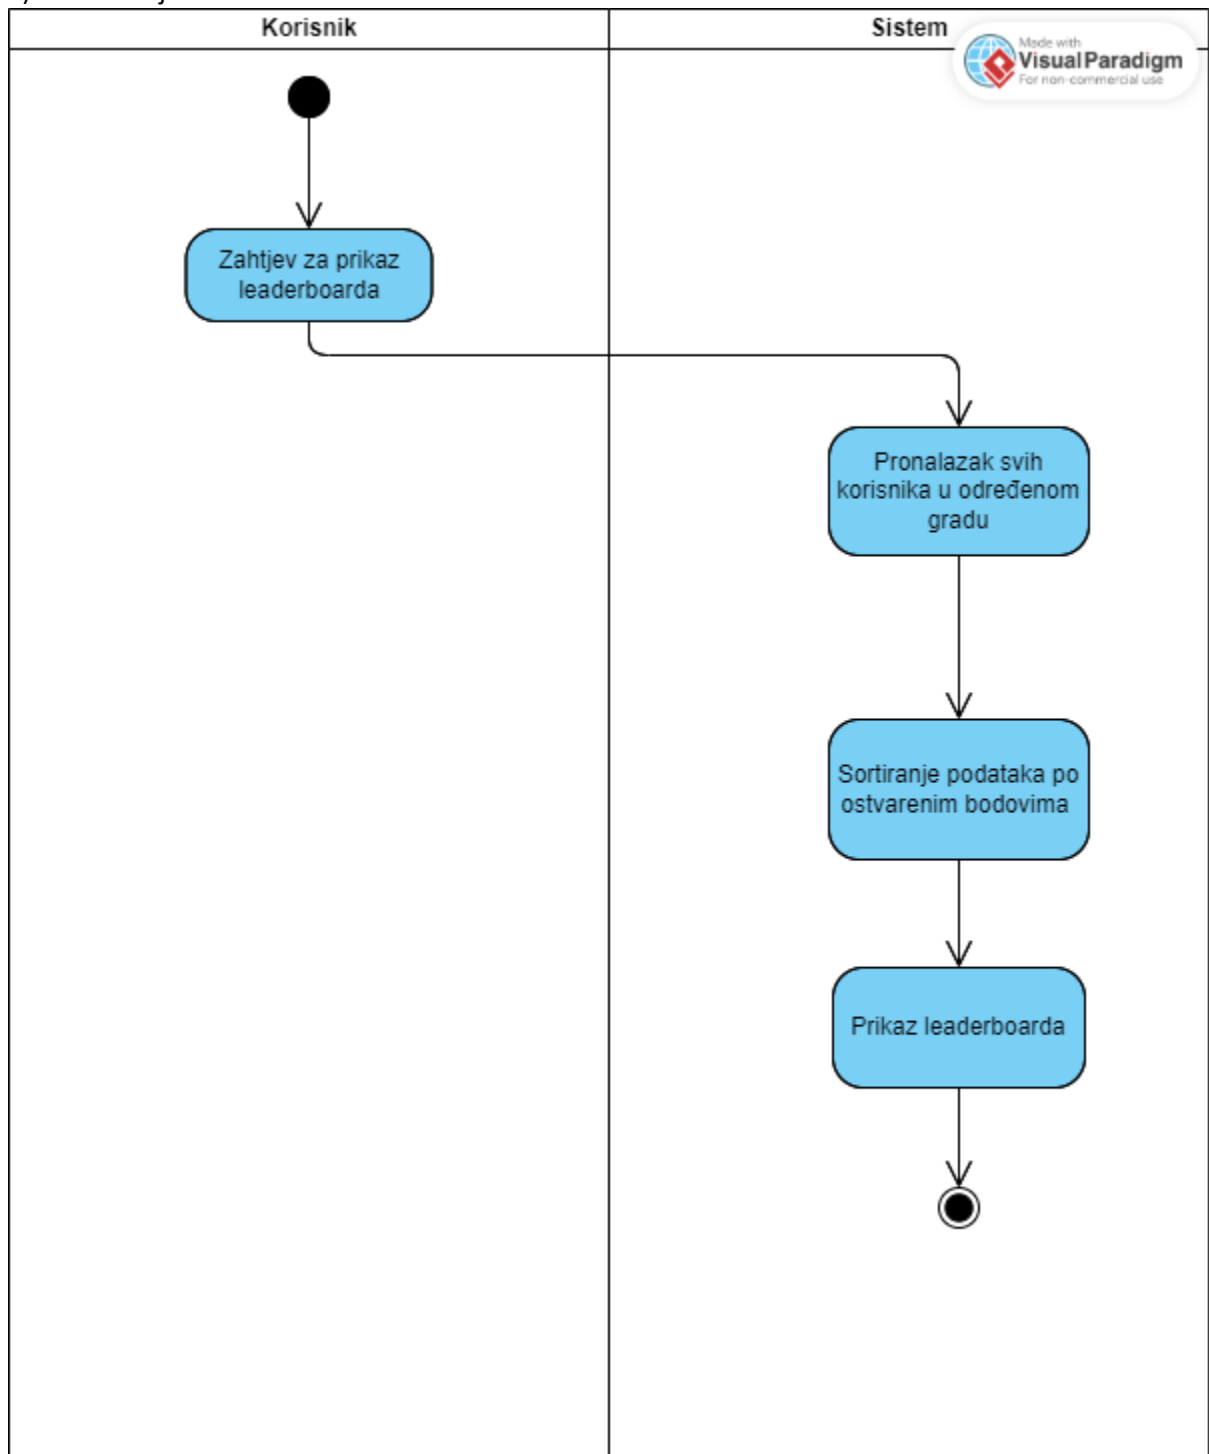 Korisnik
Sistem
Made with
Visual Paradigm
For non-commercial use
Zahtjev za prikaz
leaderboarda
Pronalazak svih
korisnika u određenom
gradu
Sortiranje podataka po
ostvarenim bodovima
Prikaz leaderboarda